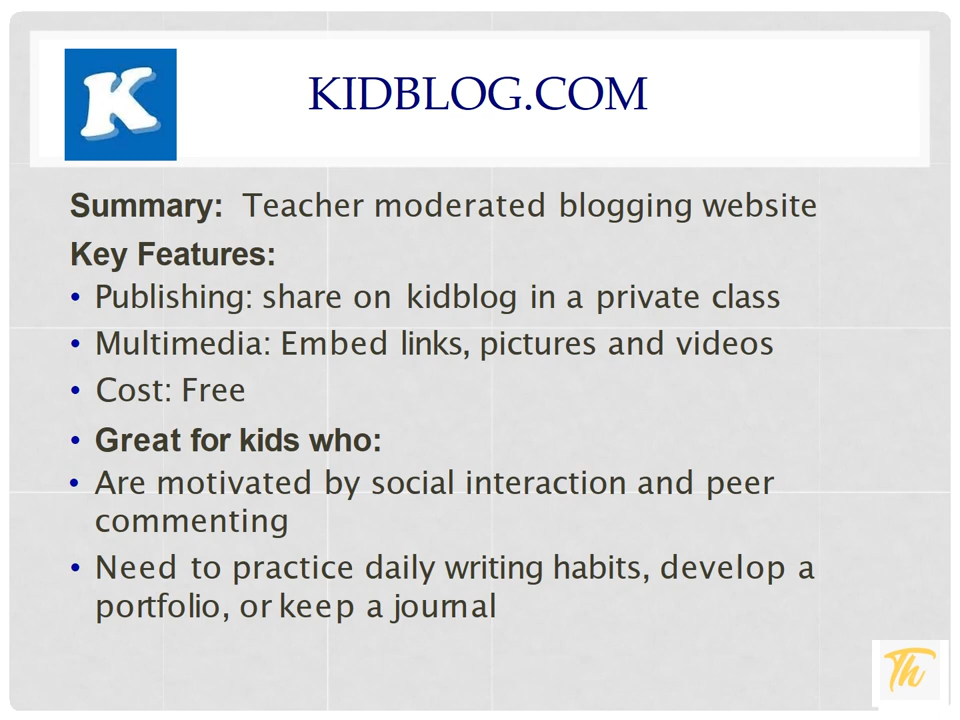 K
KIDBLOG.COM
Summary: Teacher moderated blogging website
Key Features:
• Publishing: share on kidblog in a private class
• Multimedia: Embed links, pictures and videos
• Cost: Free
• Great for kids who:
• Are motivated by social interaction and peer
commenting
• Need to practice daily writing habits, develop a
portfolio, or keep a journal
Th